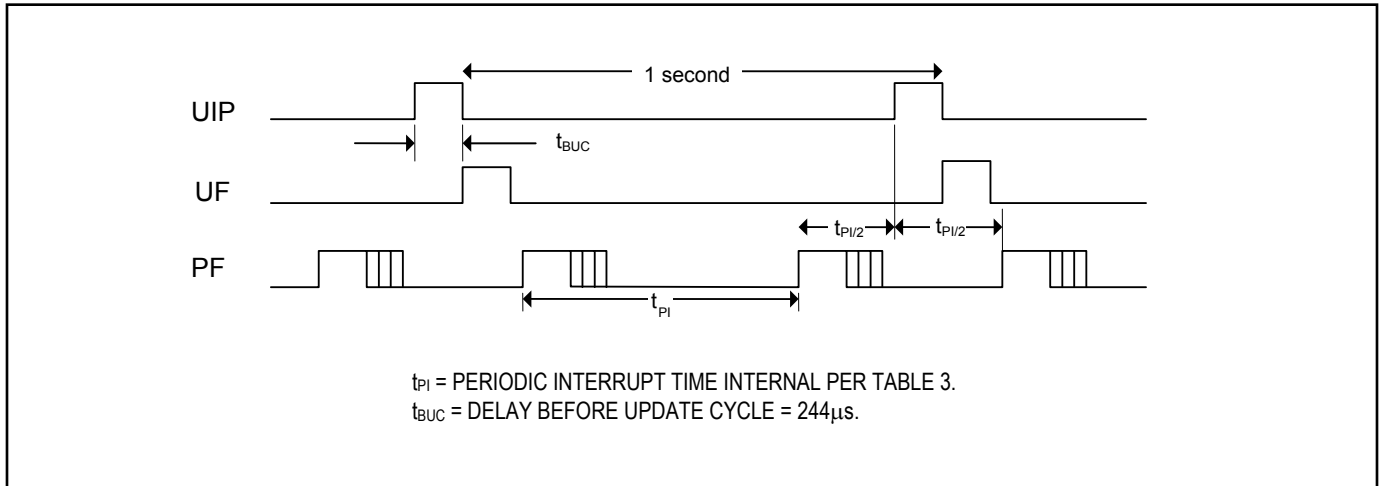 1 second
UIP
tBUC
UF
tPI/2 tPI/2
PF
tPI
tPI = PERIODIC INTERRUPT TIME INTERNAL PER TABLE 3.
tBUC = DELAY BEFORE UPDATE CYCLE = 244μs.